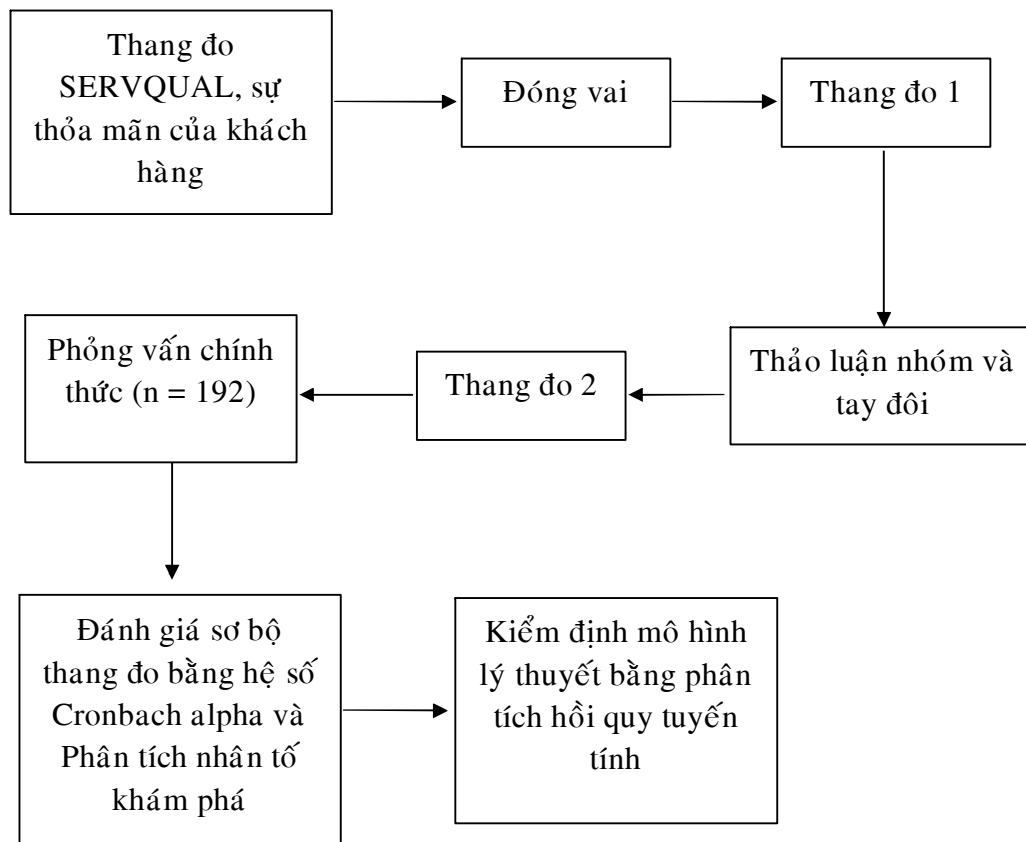 Thang đo
SERVQUAL, sự
thỏa mãn của khách
hàng
Đóng vai
Thang đo 1
Thảo luận nhóm và
tay đôi
Thang đo 2
Phỏng vấn chính
thức (n = 192)
Đánh giá sơ bộ
thang đo bằng hệ số
Cronbach alpha và
Phân tích nhân tố
khám phá
Kiểm định mô hình
lý thuyết bằng phân
tích hồi quy tuyến
tính